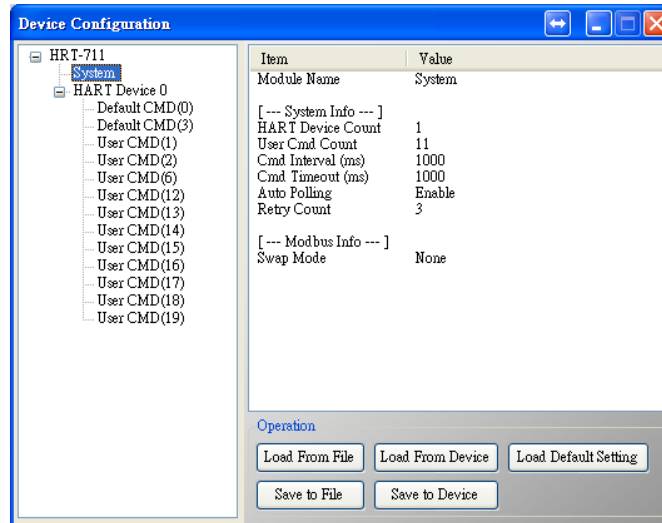 Device Configuration
HRT-711
System
HART Device 0
Default CMD(0)
Default CMD(3)
User CMD(1)
User CMD(2)
User CMD(6)
User CMD(12)
User CMD(13)
User CMD(14)
User CMD(15)
User CMD(16)
User CMD(17)
User CMD(18)
User CMD(19)
Item Value
Module Name System
[ --- System Info --- ]
HART Device Count 1
User Cmd Count 11
Cmd Interval (ms) 1000
Cmd Timeout (ms) 1000
Auto Polling Enable
Retry Count 3
[ --- Modbus Info --- ]
Swap Mode None
Operation
Load From File Load From Device Load Default Setting
Save to File Save to Device